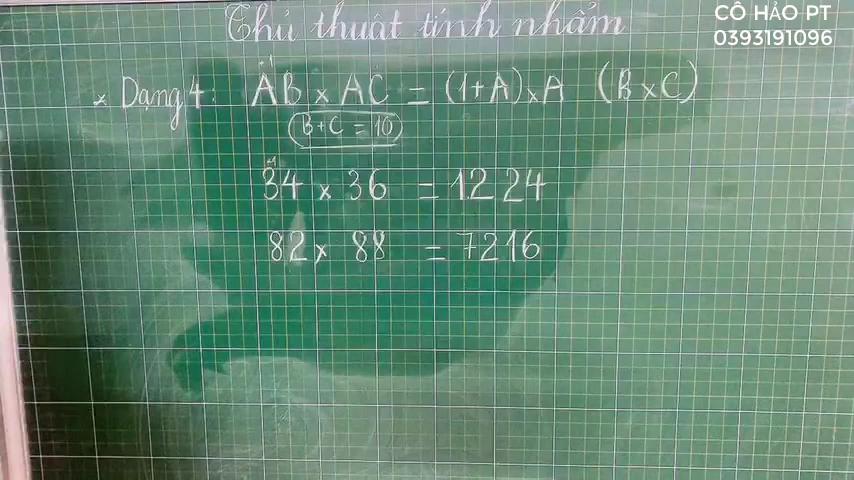 CÔ HẢO PT
0393191096
Thủ thuật tính nhẩm
× Dạng 4: AB × AC = (1+A)×A (B×C)
B+C = 10
34 × 36 = 1224
82 × 88 = 7216